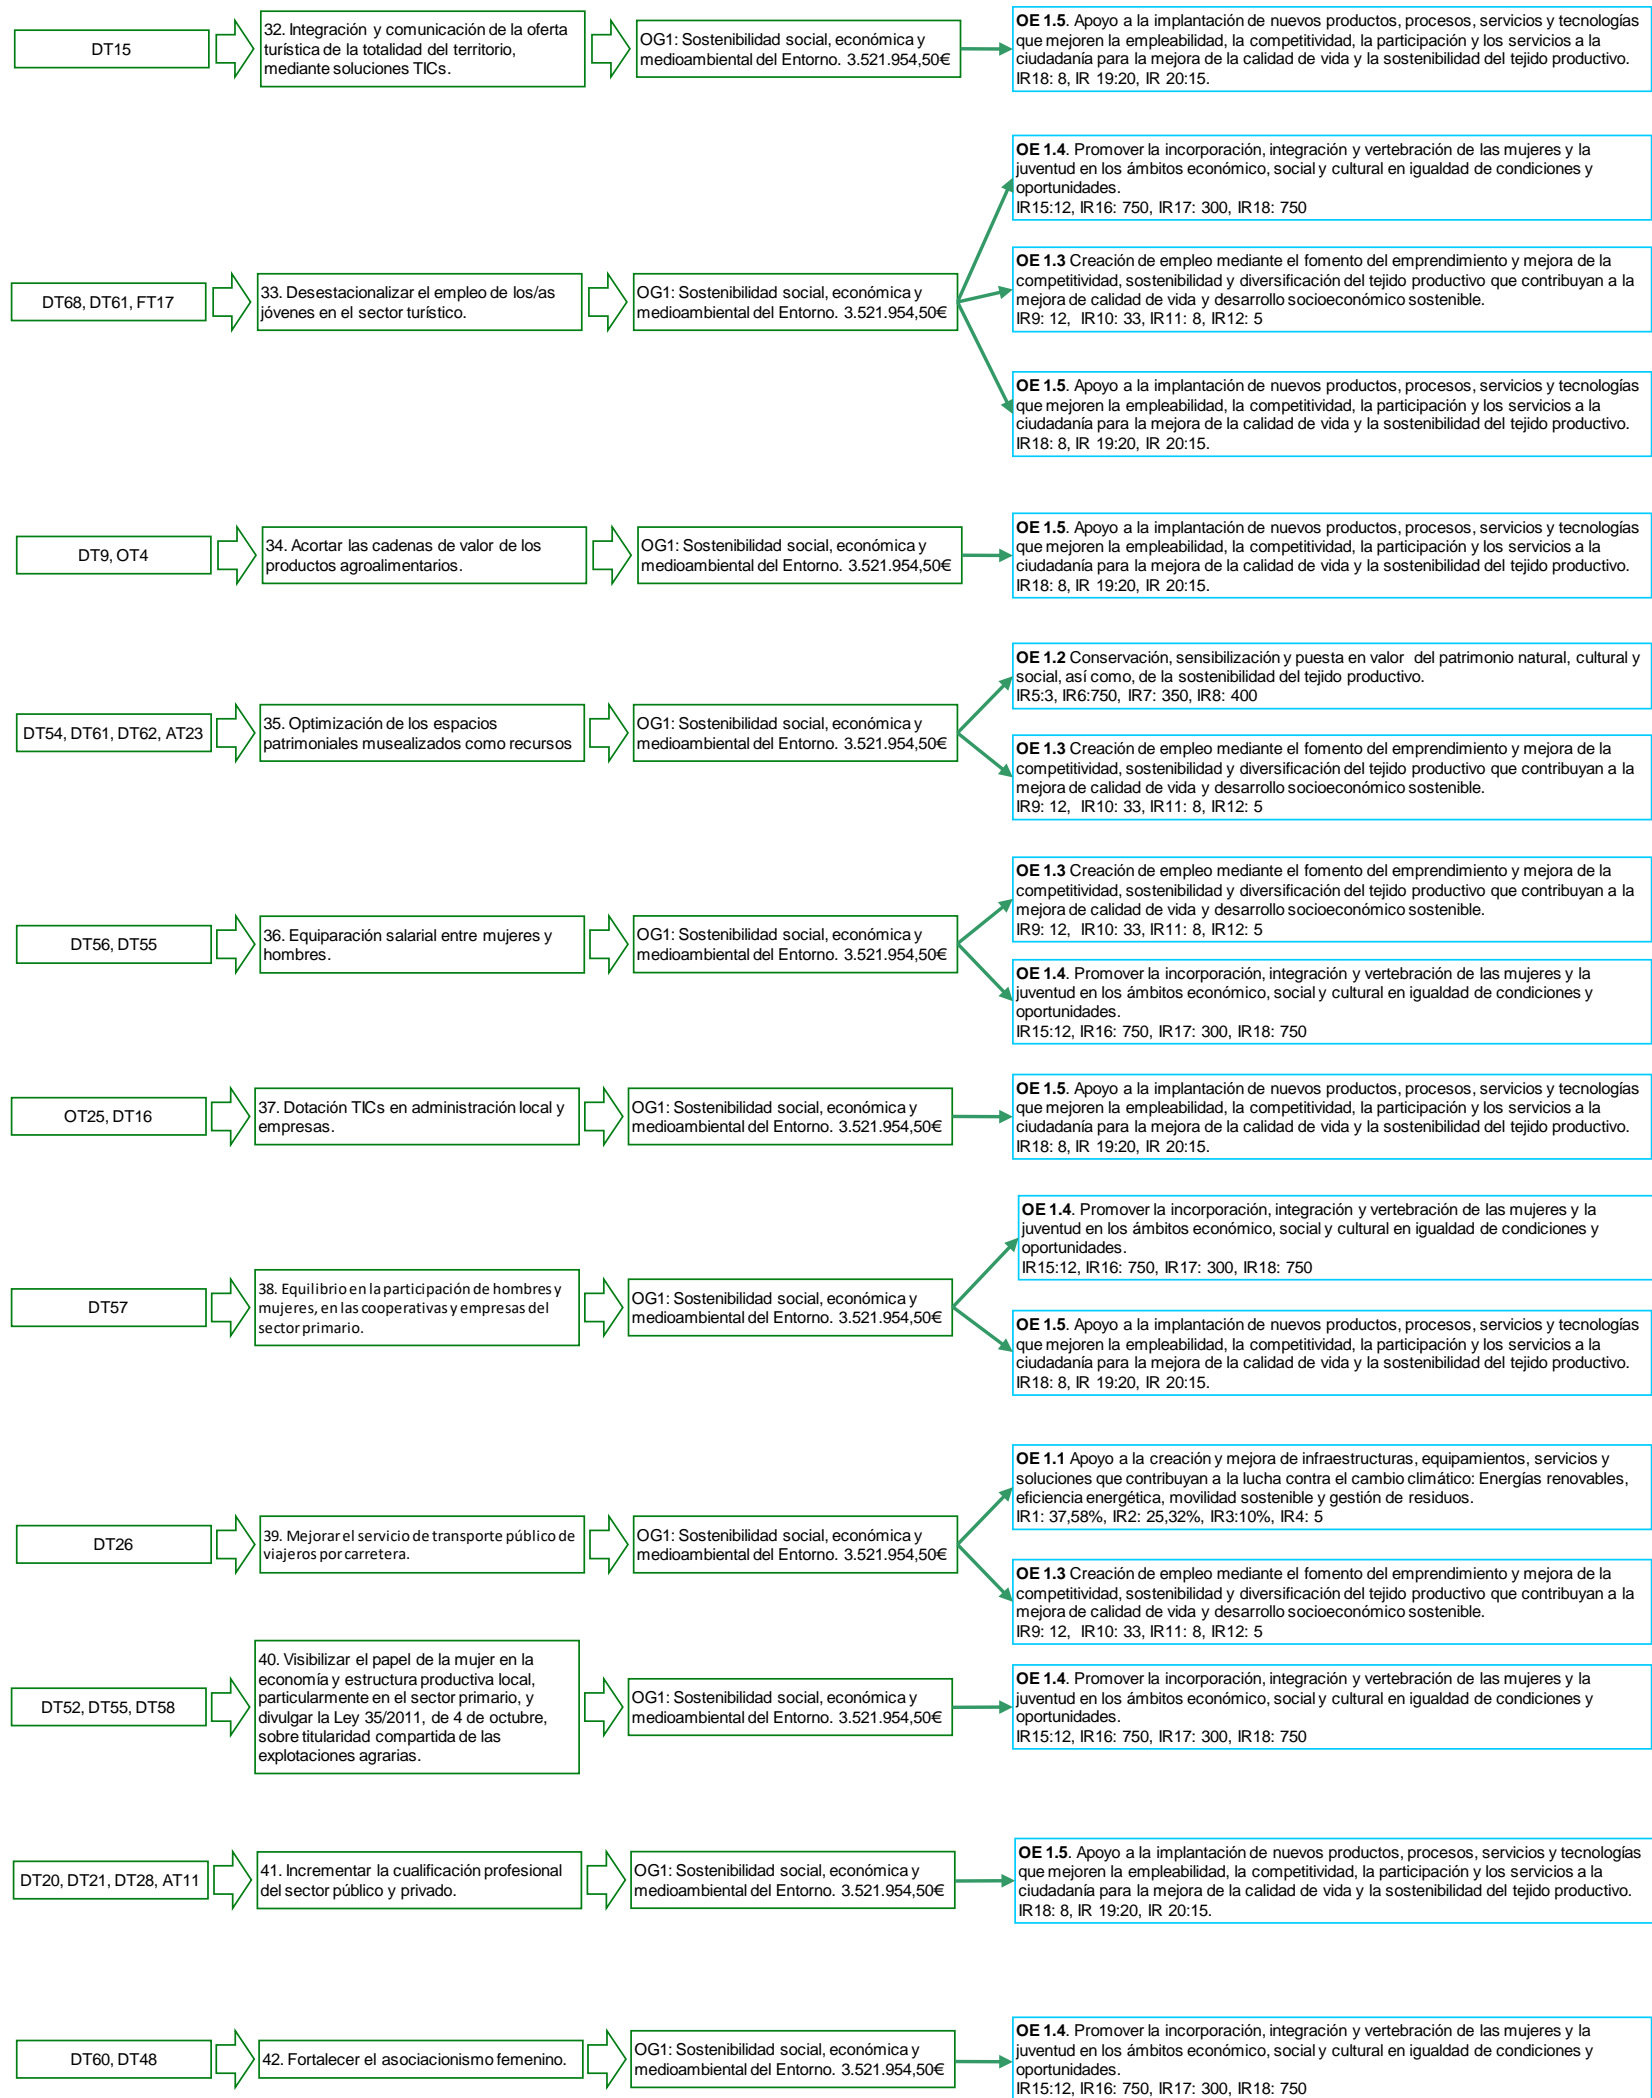 DT15
32. Integración y comunicación de la oferta
turística de la totalidad del territorio,
mediante soluciones TICs.
OG1: Sostenibilidad social, económica y
medioambiental del Entorno. 3.521.954,50€
OE 1.5. Apoyo a la implantación de nuevos productos, procesos, servicios y tecnologías
que mejoren la empleabilidad, la competitividad, la participación y los servicios a la
ciudadanía para la mejora de la calidad de vida y la sostenibilidad del tejido productivo.
IR18: 8, IR 19:20, IR 20:15.
DT68, DT61, FT17
33. Desestacionalizar el empleo de los/as
jóvenes en el sector turístico.
OG1: Sostenibilidad social, económica y
medioambiental del Entorno. 3.521.954,50€
OE 1.4. Promover la incorporación, integración y vertebración de las mujeres y la
juventud en los ámbitos económico, social y cultural en igualdad de condiciones y
oportunidades.
IR15:12, IR16: 750, IR17: 300, IR18: 750
OE 1.3 Creación de empleo mediante el fomento del emprendimiento y mejora de la
competitividad, sostenibilidad y diversificación del tejido productivo que contribuyan a la
mejora de calidad de vida y desarrollo socioeconómico sostenible.
IR9: 12, IR10: 33, IR11: 8, IR12: 5
OE 1.5. Apoyo a la implantación de nuevos productos, procesos, servicios y tecnologías
que mejoren la empleabilidad, la competitividad, la participación y los servicios a la
ciudadanía para la mejora de la calidad de vida y la sostenibilidad del tejido productivo.
IR18: 8, IR 19:20, IR 20:15.
DT9, OT4
34. Acortar las cadenas de valor de los
productos agroalimentarios.
OG1: Sostenibilidad social, económica y
medioambiental del Entorno. 3.521.954,50€
OE 1.5. Apoyo a la implantación de nuevos productos, procesos, servicios y tecnologías
que mejoren la empleabilidad, la competitividad, la participación y los servicios a la
ciudadanía para la mejora de la calidad de vida y la sostenibilidad del tejido productivo.
IR18: 8, IR 19:20, IR 20:15.
DT54, DT61, DT62, AT23
35. Optimización de los espacios
patrimoniales musealizados como recursos
OG1: Sostenibilidad social, económica y
medioambiental del Entorno. 3.521.954,50€
OE 1.2 Conservación, sensibilización y puesta en valor del patrimonio natural, cultural y
social, así como, de la sostenibilidad del tejido productivo.
IR5:3, IR6:750, IR7: 350, IR8: 400
OE 1.3 Creación de empleo mediante el fomento del emprendimiento y mejora de la
competitividad, sostenibilidad y diversificación del tejido productivo que contribuyan a la
mejora de calidad de vida y desarrollo socioeconómico sostenible.
IR9: 12, IR10: 33, IR11: 8, IR12: 5
DT56, DT55
36. Equiparación salarial entre mujeres y
hombres.
OG1: Sostenibilidad social, económica y
medioambiental del Entorno. 3.521.954,50€
OE 1.3 Creación de empleo mediante el fomento del emprendimiento y mejora de la
competitividad, sostenibilidad y diversificación del tejido productivo que contribuyan a la
mejora de calidad de vida y desarrollo socioeconómico sostenible.
IR9: 12, IR10: 33, IR11: 8, IR12: 5
OE 1.4. Promover la incorporación, integración y vertebración de las mujeres y la
juventud en los ámbitos económico, social y cultural en igualdad de condiciones y
oportunidades.
IR15:12, IR16: 750, IR17: 300, IR18: 750
OT25, DT16
37. Dotación TICs en administración local y
empresas.
OG1: Sostenibilidad social, económica y
medioambiental del Entorno. 3.521.954,50€
OE 1.5. Apoyo a la implantación de nuevos productos, procesos, servicios y tecnologías
que mejoren la empleabilidad, la competitividad, la participación y los servicios a la
ciudadanía para la mejora de la calidad de vida y la sostenibilidad del tejido productivo.
IR18: 8, IR 19:20, IR 20:15.
DT57
38. Equilibrio en la participación de hombres y
mujeres, en las cooperativas y empresas del
sector primario.
OG1: Sostenibilidad social, económica y
medioambiental del Entorno. 3.521.954,50€
OE 1.4. Promover la incorporación, integración y vertebración de las mujeres y la
juventud en los ámbitos económico, social y cultural en igualdad de condiciones y
oportunidades.
IR15:12, IR16: 750, IR17: 300, IR18: 750
OE 1.5. Apoyo a la implantación de nuevos productos, procesos, servicios y tecnologías
que mejoren la empleabilidad, la competitividad, la participación y los servicios a la
ciudadanía para la mejora de la calidad de vida y la sostenibilidad del tejido productivo.
IR18: 8, IR 19:20, IR 20:15.
DT26
39. Mejorar el servicio de transporte público de
viajeros por carretera.
OG1: Sostenibilidad social, económica y
medioambiental del Entorno. 3.521.954,50€
OE 1.1 Apoyo a la creación y mejora de infraestructuras, equipamientos, servicios y
soluciones que contribuyan a la lucha contra el cambio climático: Energías renovables,
eficiencia energética, movilidad sostenible y gestión de residuos.
IR1: 37,58%, IR2: 25,32%, IR3:10%, IR4: 5
OE 1.3 Creación de empleo mediante el fomento del emprendimiento y mejora de la
competitividad, sostenibilidad y diversificación del tejido productivo que contribuyan a la
mejora de calidad de vida y desarrollo socioeconómico sostenible.
IR9: 12, IR10: 33, IR11: 8, IR12: 5
DT52, DT55, DT58
40. Visibilizar el papel de la mujer en la
economía y estructura productiva local,
particularmente en el sector primario, y
divulgar la Ley 35/2011, de 4 de octubre,
sobre titularidad compartida de las
explotaciones agrarias.
OG1: Sostenibilidad social, económica y
medioambiental del Entorno. 3.521.954,50€
OE 1.4. Promover la incorporación, integración y vertebración de las mujeres y la
juventud en los ámbitos económico, social y cultural en igualdad de condiciones y
oportunidades.
IR15:12, IR16: 750, IR17: 300, IR18: 750
DT20, DT21, DT28, AT11
41. Incrementar la cualificación profesional
del sector público y privado.
OG1: Sostenibilidad social, económica y
medioambiental del Entorno. 3.521.954,50€
OE 1.5. Apoyo a la implantación de nuevos productos, procesos, servicios y tecnologías
que mejoren la empleabilidad, la competitividad, la participación y los servicios a la
ciudadanía para la mejora de la calidad de vida y la sostenibilidad del tejido productivo.
IR18: 8, IR 19:20, IR 20:15.
DT60, DT48
42. Fortalecer el asociacionismo femenino.
OG1: Sostenibilidad social, económica y
medioambiental del Entorno. 3.521.954,50€
OE 1.4. Promover la incorporación, integración y vertebración de las mujeres y la
juventud en los ámbitos económico, social y cultural en igualdad de condiciones y
oportunidades.
IR15:12, IR16: 750, IR17: 300, IR18: 750